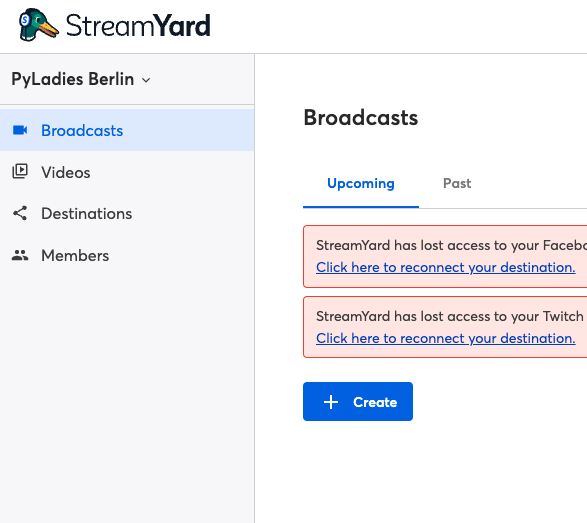 StreamYard
PyLadies Berlin
Broadcasts
Videos
Destinations
Members
Broadcasts
Upcoming
Past
StreamYard has lost access to your
Click here to reconnect your destination.
StreamYard has lost access to your Twitch
Click here to reconnect your destination.
Create